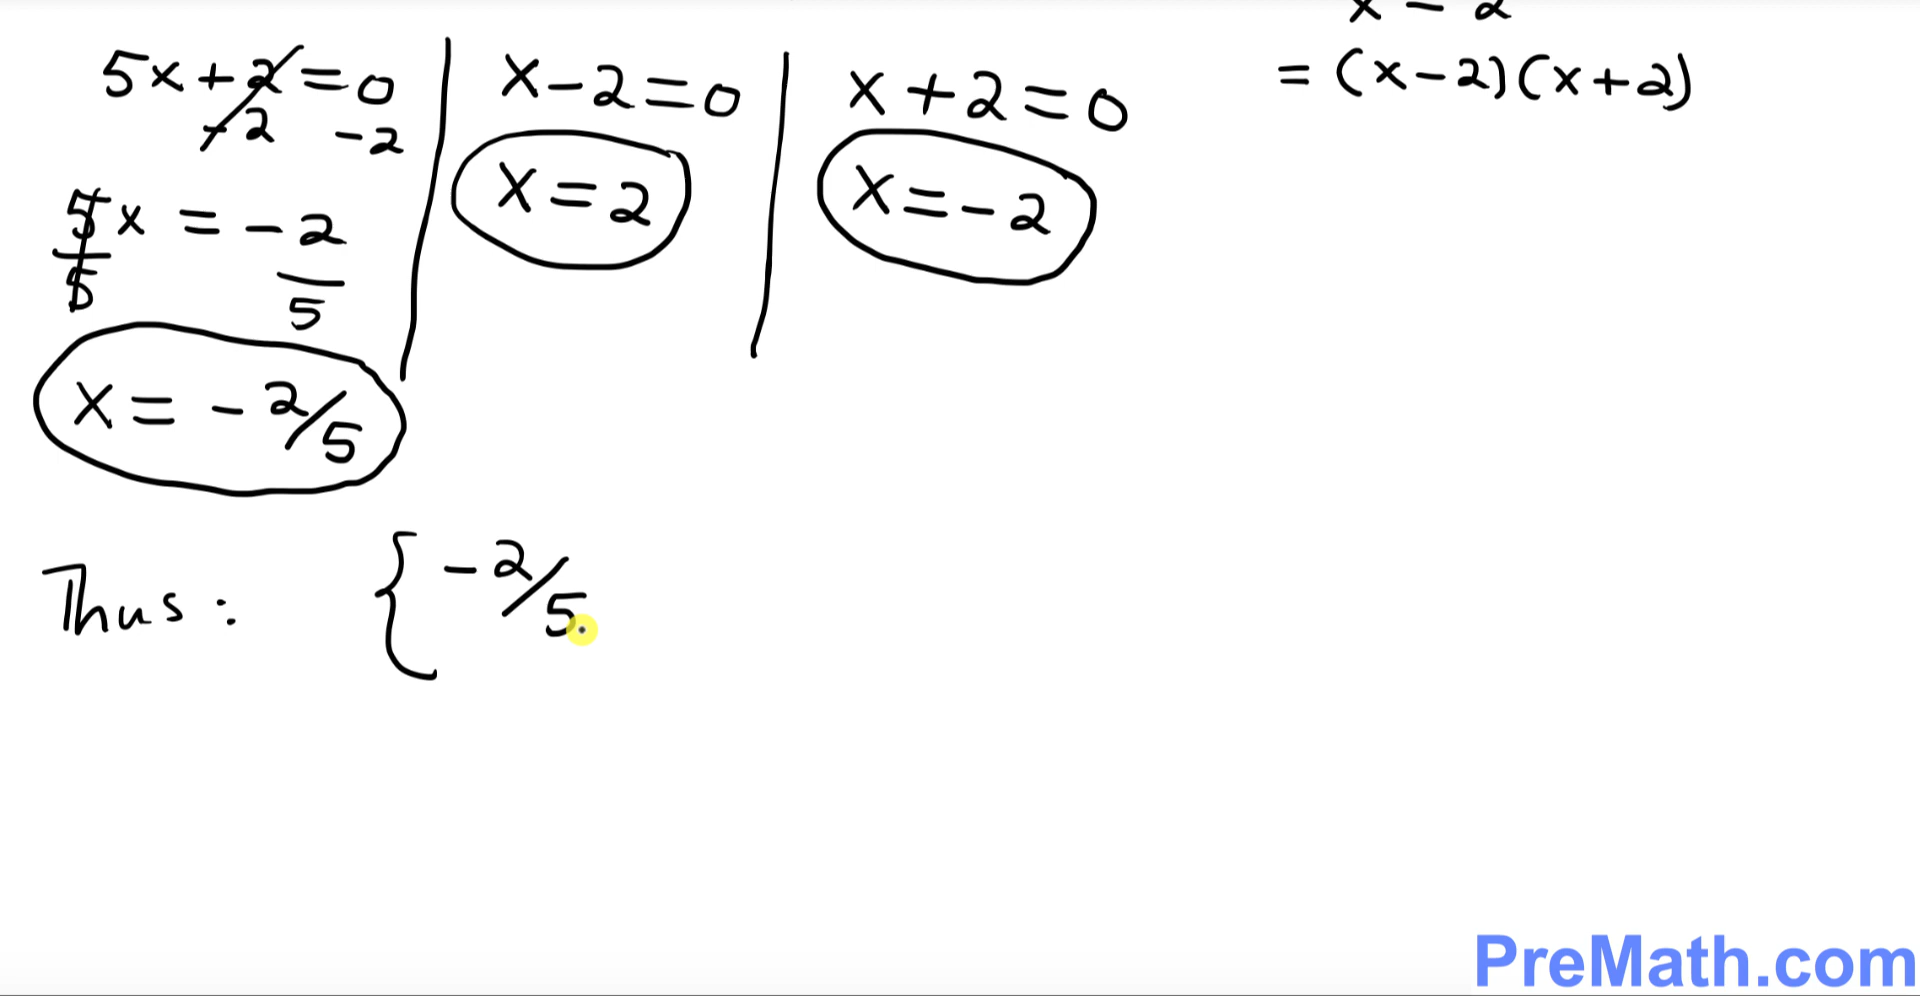 x - 2
= (x-2)(x+2)
5x+2=0
-2 -2
5x = -2
5 5
x = -2/5
x-2=0
x=2
x+2=0
x=-2
Thus: {-2/5
PreMath.com